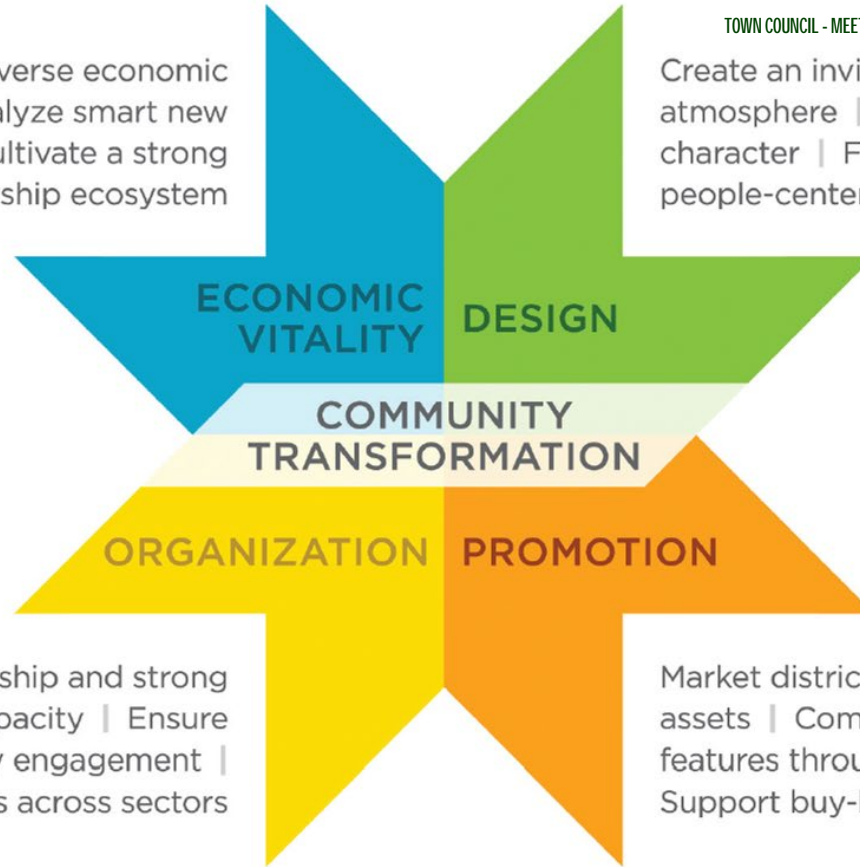 TOWN COUNCIL - MEET
verse economic
alyze smart new
ultivate a strong
ship ecosystem
Create an invi
atmosphere |
character | F
people-center
ECONOMIC
VITALITY
DESIGN
COMMUNITY
TRANSFORMATION
ORGANIZATION
PROMOTION
ship and strong
pacity | Ensure
y engagement |
s across sectors
Market distric
assets | Com
features throu
Support buy-